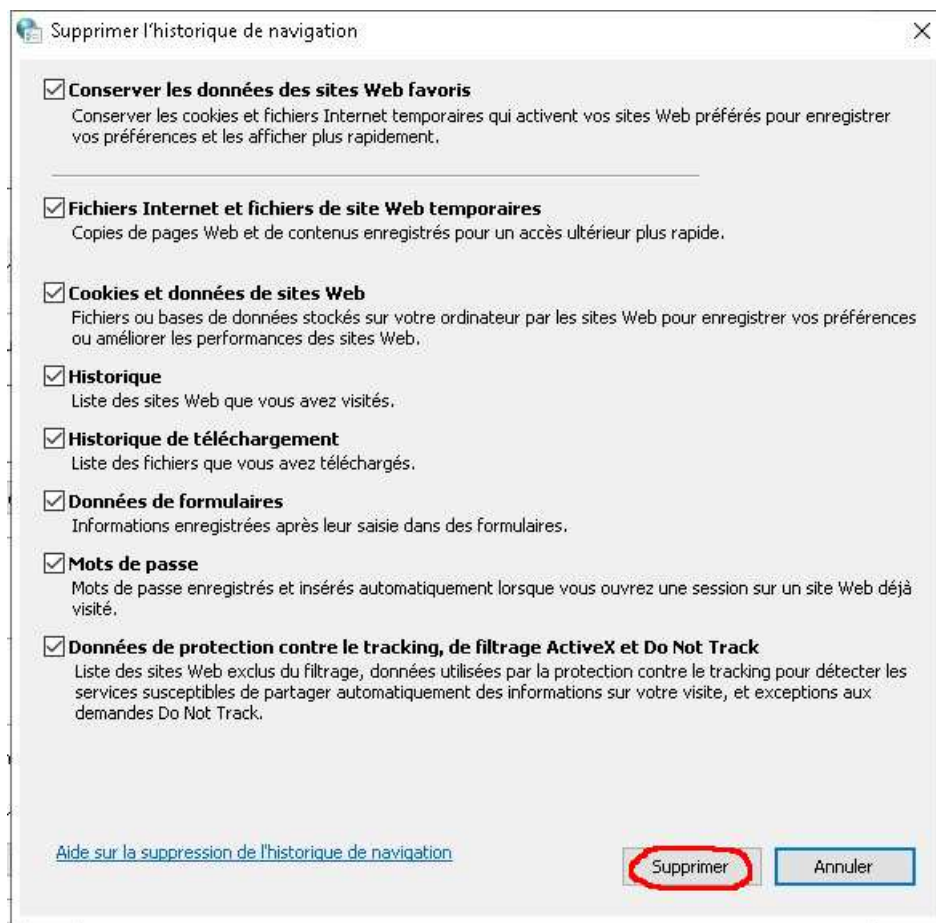 Supprimer l'historique de navigation
Conserver les données des sites Web favoris
Conserver les cookies et fichiers Internet temporaires qui activent vos sites Web préférés pour enregistrer
vos préférences et les afficher plus rapidement.
Fichiers Internet et fichiers de site Web temporaires
Copies de pages Web et de contenus enregistrés pour un accès ultérieur plus rapide.
Cookies et données de sites Web
Fichiers ou bases de données stockés sur votre ordinateur par les sites Web pour enregistrer vos préférences
ou améliorer les performances des sites Web.
Historique
Liste des sites Web que vous avez visités.
Historique de téléchargement
Liste des fichiers que vous avez téléchargés.
Données de formulaires
Informations enregistrées après leur saisie dans des formulaires.
Mots de passe
Mots de passe enregistrés et insérés automatiquement lorsque vous ouvrez une session sur un site Web déjà
visité.
Données de protection contre le tracking, de filtrage ActiveX et Do Not Track
Liste des sites Web exclus du filtrage, données utilisées par la protection contre le tracking pour détecter les
services susceptibles de partager automatiquement des informations sur votre visite, et exceptions aux
demandes Do Not Track.
Aide sur la suppression de l'historique de navigation
Supprimer
Annuler